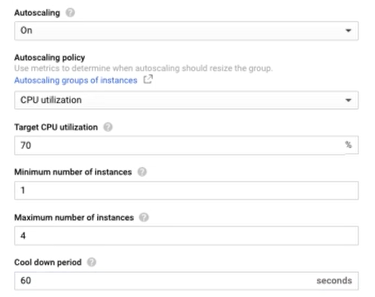 Autoscaling
On
Autoscaling policy
Use metrics to determine when autoscaling should resize the group.
Autoscaling groups of instances
CPU utilization
Target CPU utilization
70 %
Minimum number of instances
1
Maximum number of instances
4
Cool down period
60 seconds